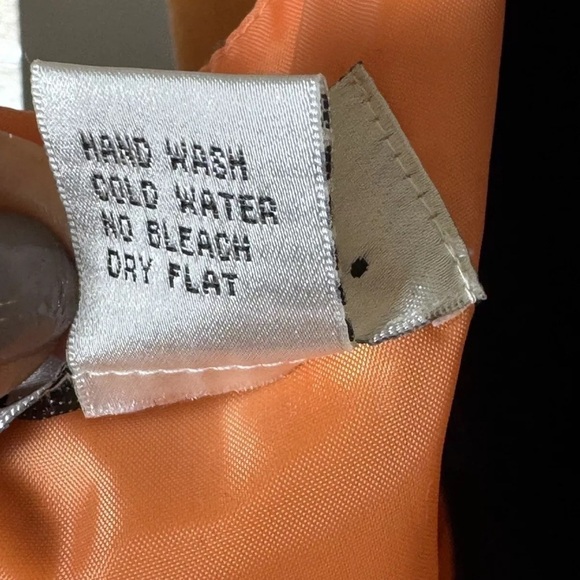 HAND WASH
COLD WATER
NO BLEACH
DRY FLAT